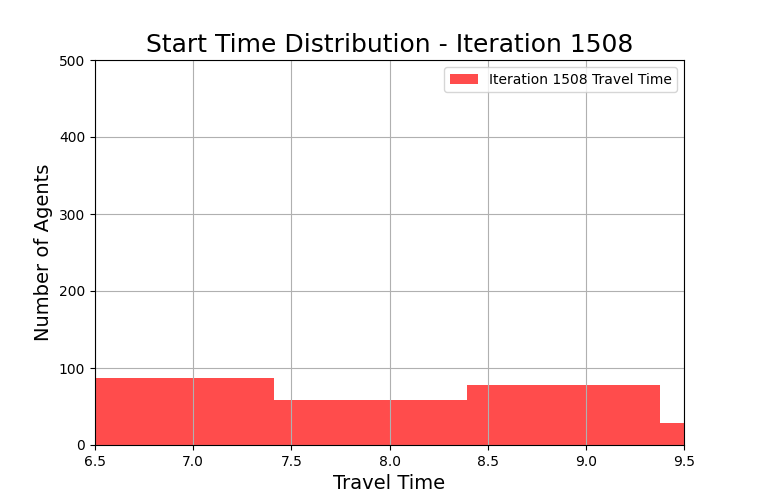 Start Time Distribution - Iteration 1508
Iteration 1508 Travel Time
Number of Agents
500
400
300
200
100
0
6.5 7.0 7.5 8.0 8.5 9.0 9.5
Travel Time